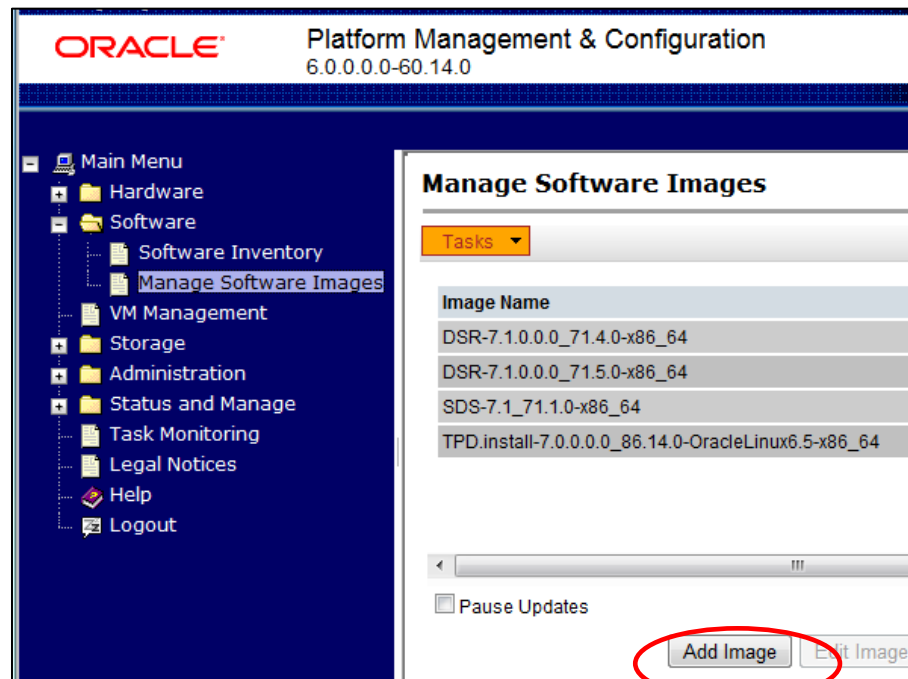 ORACLE
Platform Management & Configuration
6.0.0.0.0-60.14.0
Main Menu
Hardware
Software
Software Inventory
Manage Software Images
VM Management
Storage
Administration
Status and Manage
Task Monitoring
Legal Notices
Help
Logout
Manage Software Images
Tasks
Image Name
DSR-7.1.0.0.0_71.4.0-x86_64
DSR-7.1.0.0.0_71.5.0-x86_64
SDS-7.1_71.1.0-x86_64
TPD.install-7.0.0.0.0_86.14.0-OracleLinux6.5-x86_64
Pause Updates
Add Image
Edit Image